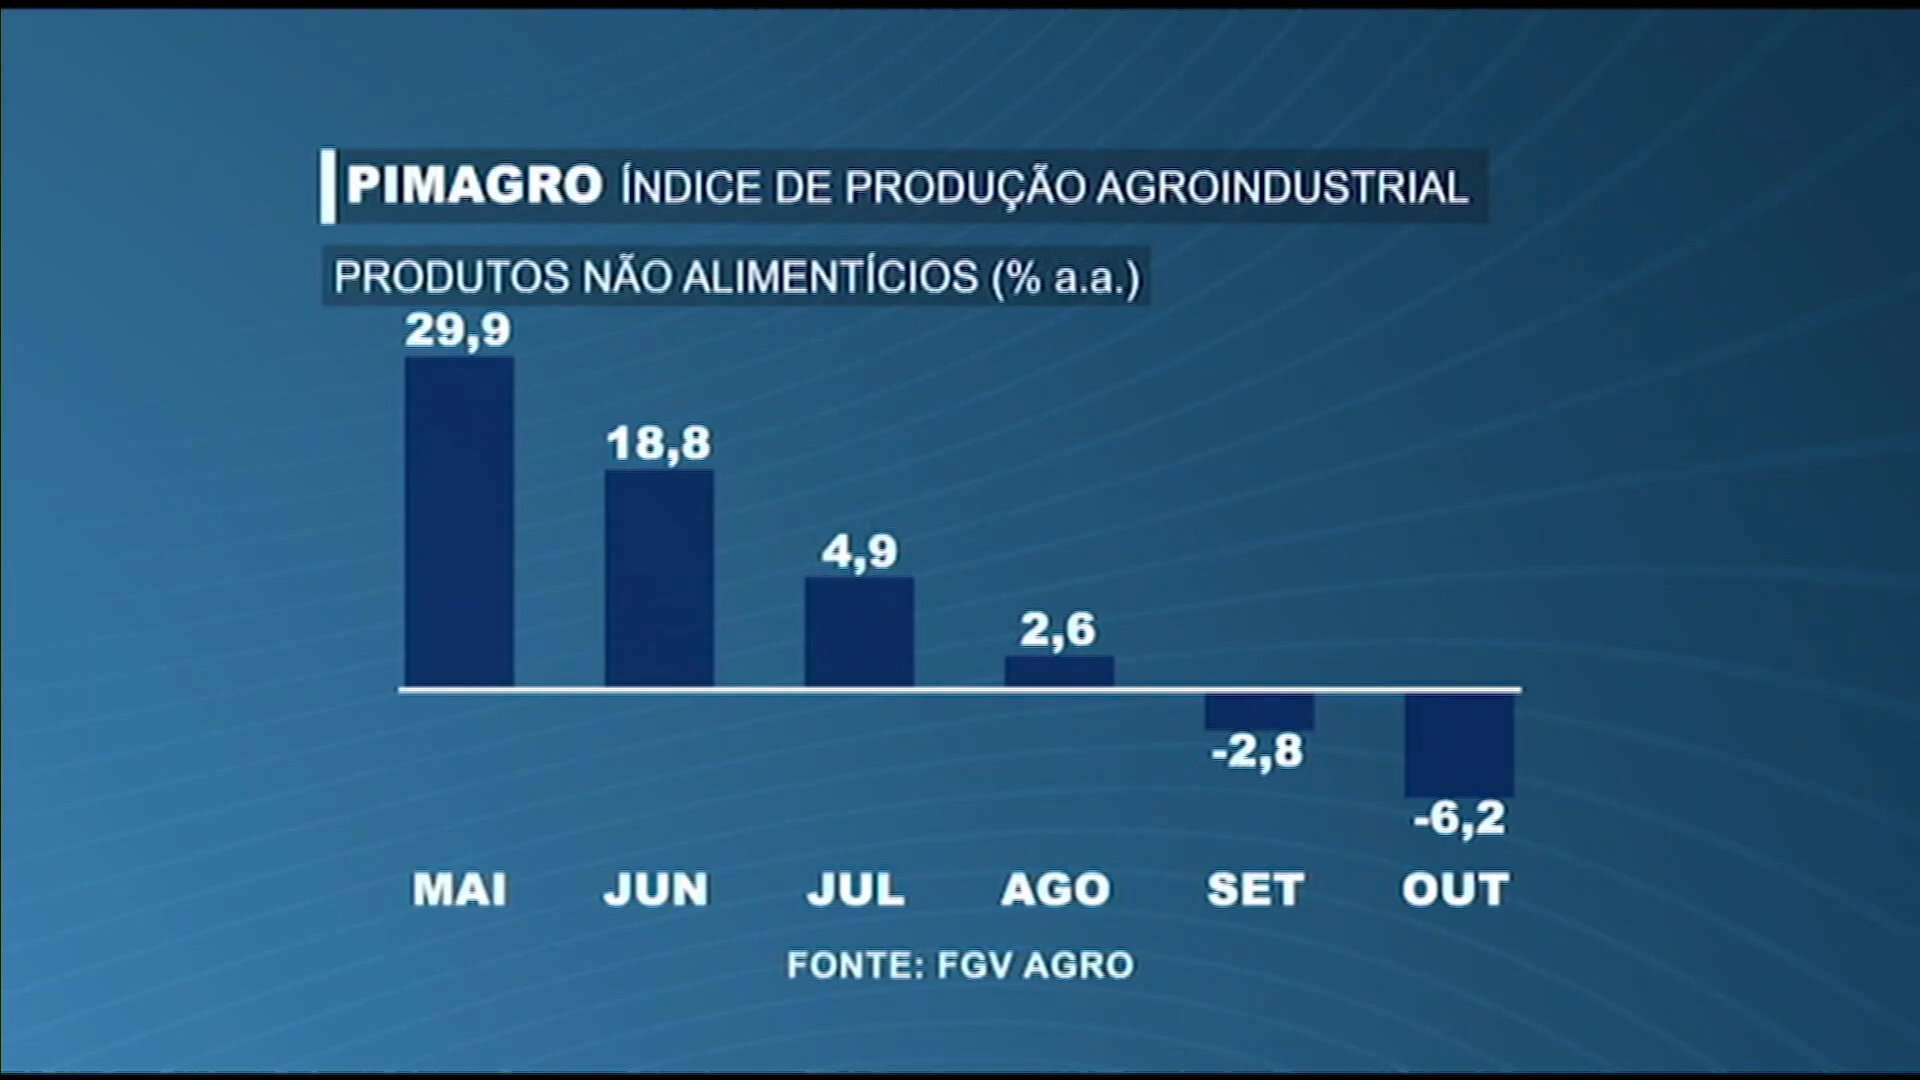 PIMAGRO ÍNDICE DE PRODUÇÃO AGROINDUSTRIAL
PRODUTOS NÃO ALIMENTÍCIOS (% a.a.)
29,9
18,8
4,9
2,6
-2,8
-6,2
MAI JUN JUL AGO SET OUT
FONTE: FGV AGRO